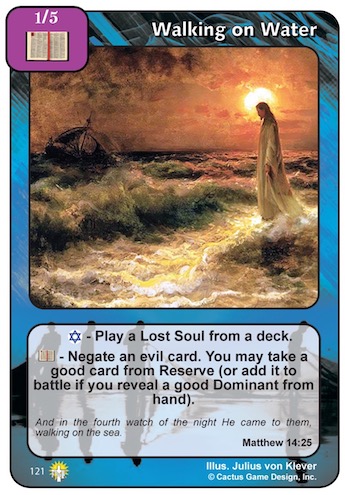 1/5
Walking on Water
- Play a Lost Soul from a deck.
- Negate an evil card. You may take a
good card from Reserve (or add it to
battle if you reveal a good Dominant from
hand).
And in the fourth watch of the night He came to them,
walking on the sea.
Matthew 14:25
Illus. Julius von Klever
121
© Cactus Game Design, Inc.